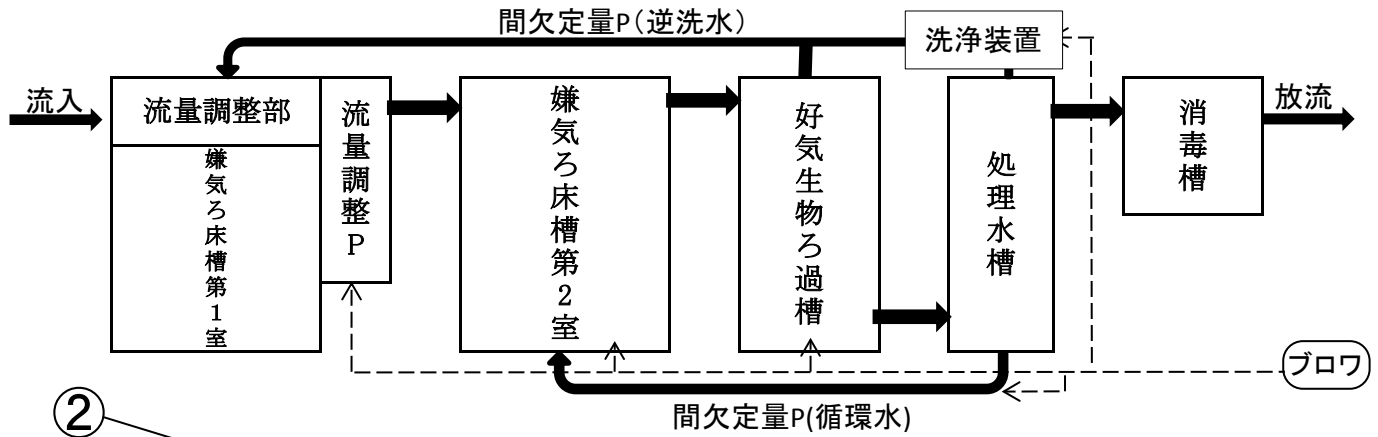 間欠定量P（逆洗水）
洗浄装置
流入
流量調整部
嫌気ろ床槽第1室
流量調整P
嫌気ろ床槽第2室
好気生物ろ過槽
処理水槽
消毒槽
放流
ブロワ
間欠定量P(循環水)
②